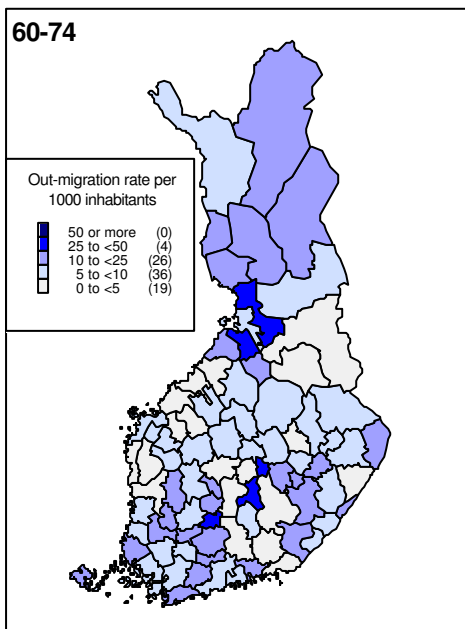 60-74
Out-migration rate per
1000 inhabitants
50 or more (0)
25 to <50 (4)
10 to <25 (26)
5 to <10 (36)
0 to <5 (19)